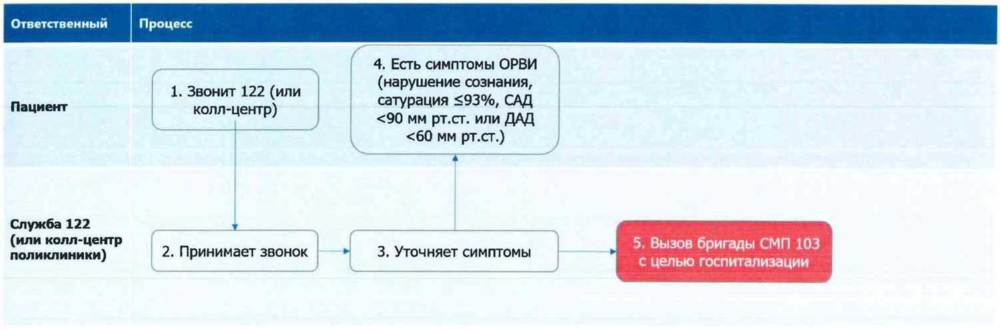 Ответственный
Процесс
Пациент
1. Звонит 122 (или
колл-центр)
4. Есть симптомы ОРВИ
(нарушение сознания,
сатурация ≤93%, САД
<90 мм рт.ст. или ДАД
<60 мм рт.ст.)
Служба 122
(или колл-центр
поликлиники)
2. Принимает звонок
3. Уточняет симптомы
5. Вызов бригады СМП 103
с целью госпитализации